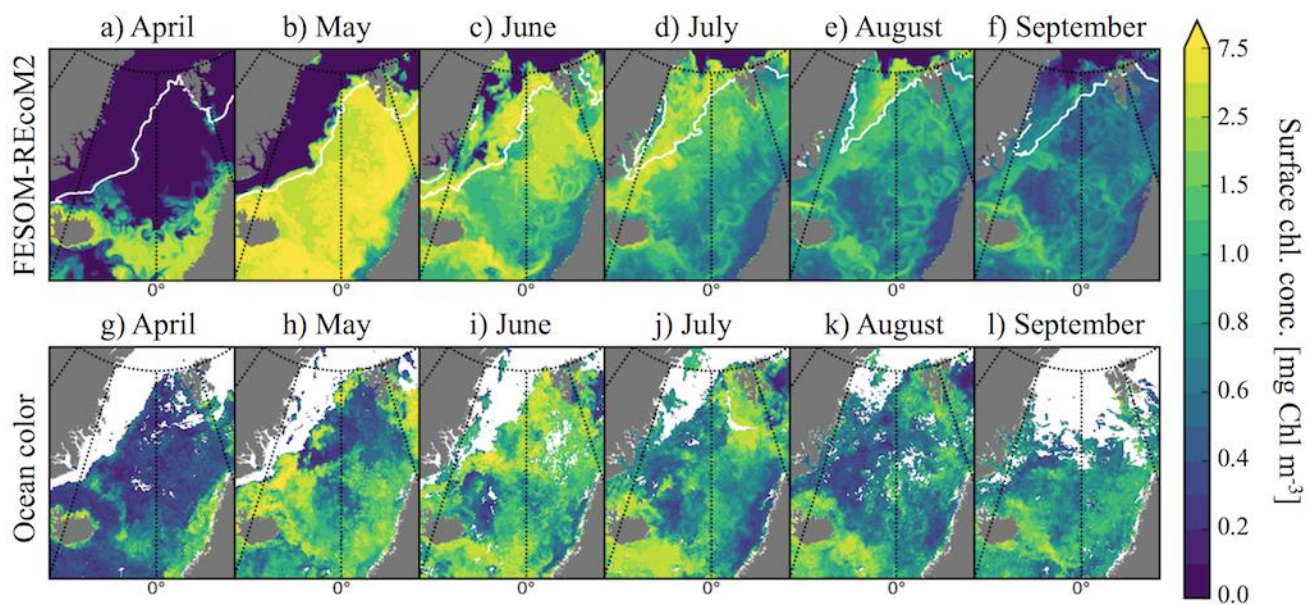 a) April b) May c) June d) July e) August f) September
FESOM-REcoM2
0° 0° 0° 0° 0° 0°
g) April h) May i) June j) July k) August l) September
Ocean color
0° 0° 0° 0° 0° 0°
7.5
2.5
1.5
1.0
0.8
0.6
0.4
0.2
0.0
Surface chl. conc. [mg Chl m⁻³]